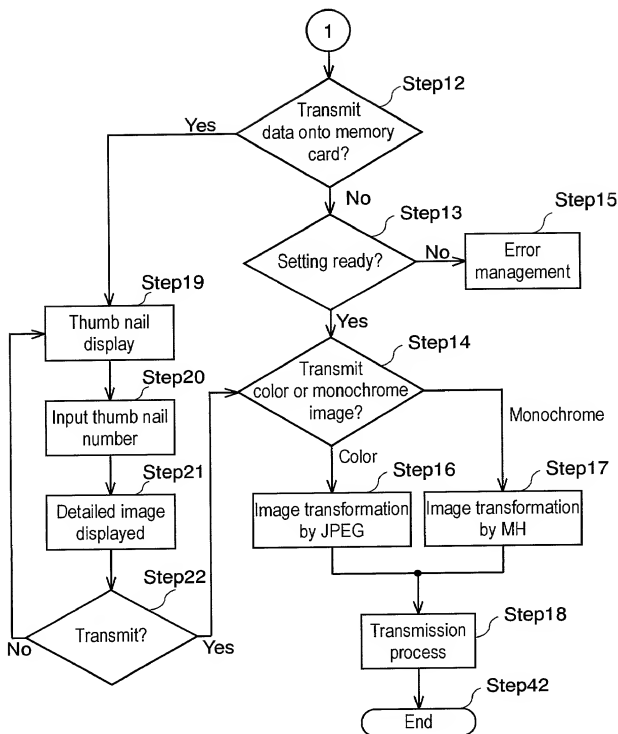 1
Step12
Transmit
data onto memory
card?
Yes
No
Step13
Setting ready?
No
Step15
Error
management
Yes
Step19
Thumb nail
display
Step20
Input thumb nail
number
Step21
Detailed image
displayed
Step22
Transmit?
No
Yes
Step14
Transmit
color or monochrome
image?
Monochrome
Color
Step16
Image transformation
by JPEG
Step17
Image transformation
by MH
Step18
Transmission
process
Step42
End